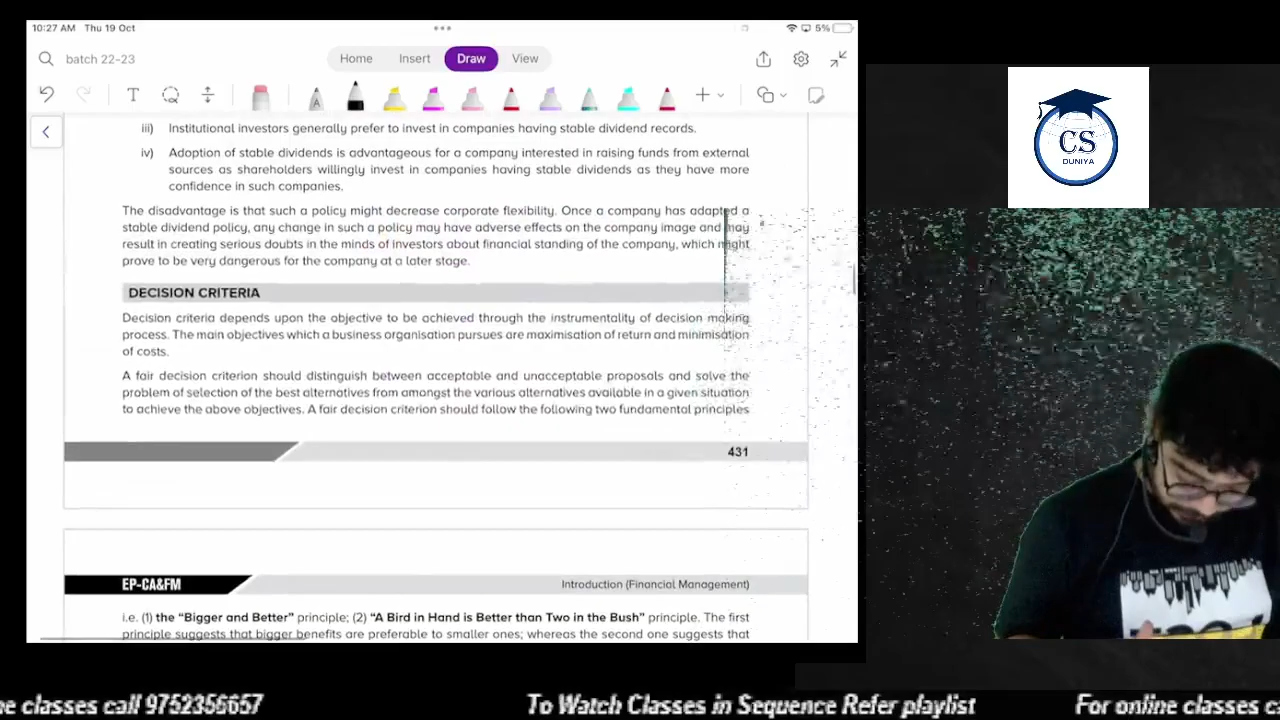 10:27 AM Thu 19 Oct
5%
batch 22-23
Home Insert Draw View
iii) Institutional investors generally prefer to invest in companies having stable dividend records.
iv) Adoption of stable dividends is advantageous for a company interested in raising funds from external
sources as shareholders willingly invest in companies having stable dividends as they have more
confidence in such companies.
The disadvantage is that such a policy might decrease corporate flexibility. Once a company has adapted a
stable dividend policy, any change in such a policy may have adverse effects on the company image and may
result in creating serious doubts in the minds of investors about financial standing of the company, which might
prove to be very dangerous for the company at a later stage.
DECISION CRITERIA
Decision criteria depends upon the objective to be achieved through the instrumentality of decision making
process. The main objectives which a business organisation pursues are maximisation of return and minimisation
of costs.
A fair decision criterion should distinguish between acceptable and unacceptable proposals and solve the
problem of selection of the best alternatives from amongst the various alternatives available in a given situation
to achieve the above objectives. A fair decision criterion should follow the following two fundamental principles
431
EP-CA&FM
Introduction (Financial Management)
i.e. (1) the “Bigger and Better” principle; (2) “A Bird in Hand is Better than Two in the Bush” principle. The first
principle suggests that bigger benefits are preferable to smaller ones; whereas the second one suggests that
CS
DUNIYA
ne classes call 9752356657
To Watch Classes in Sequence Refer playlist
For online classes ca